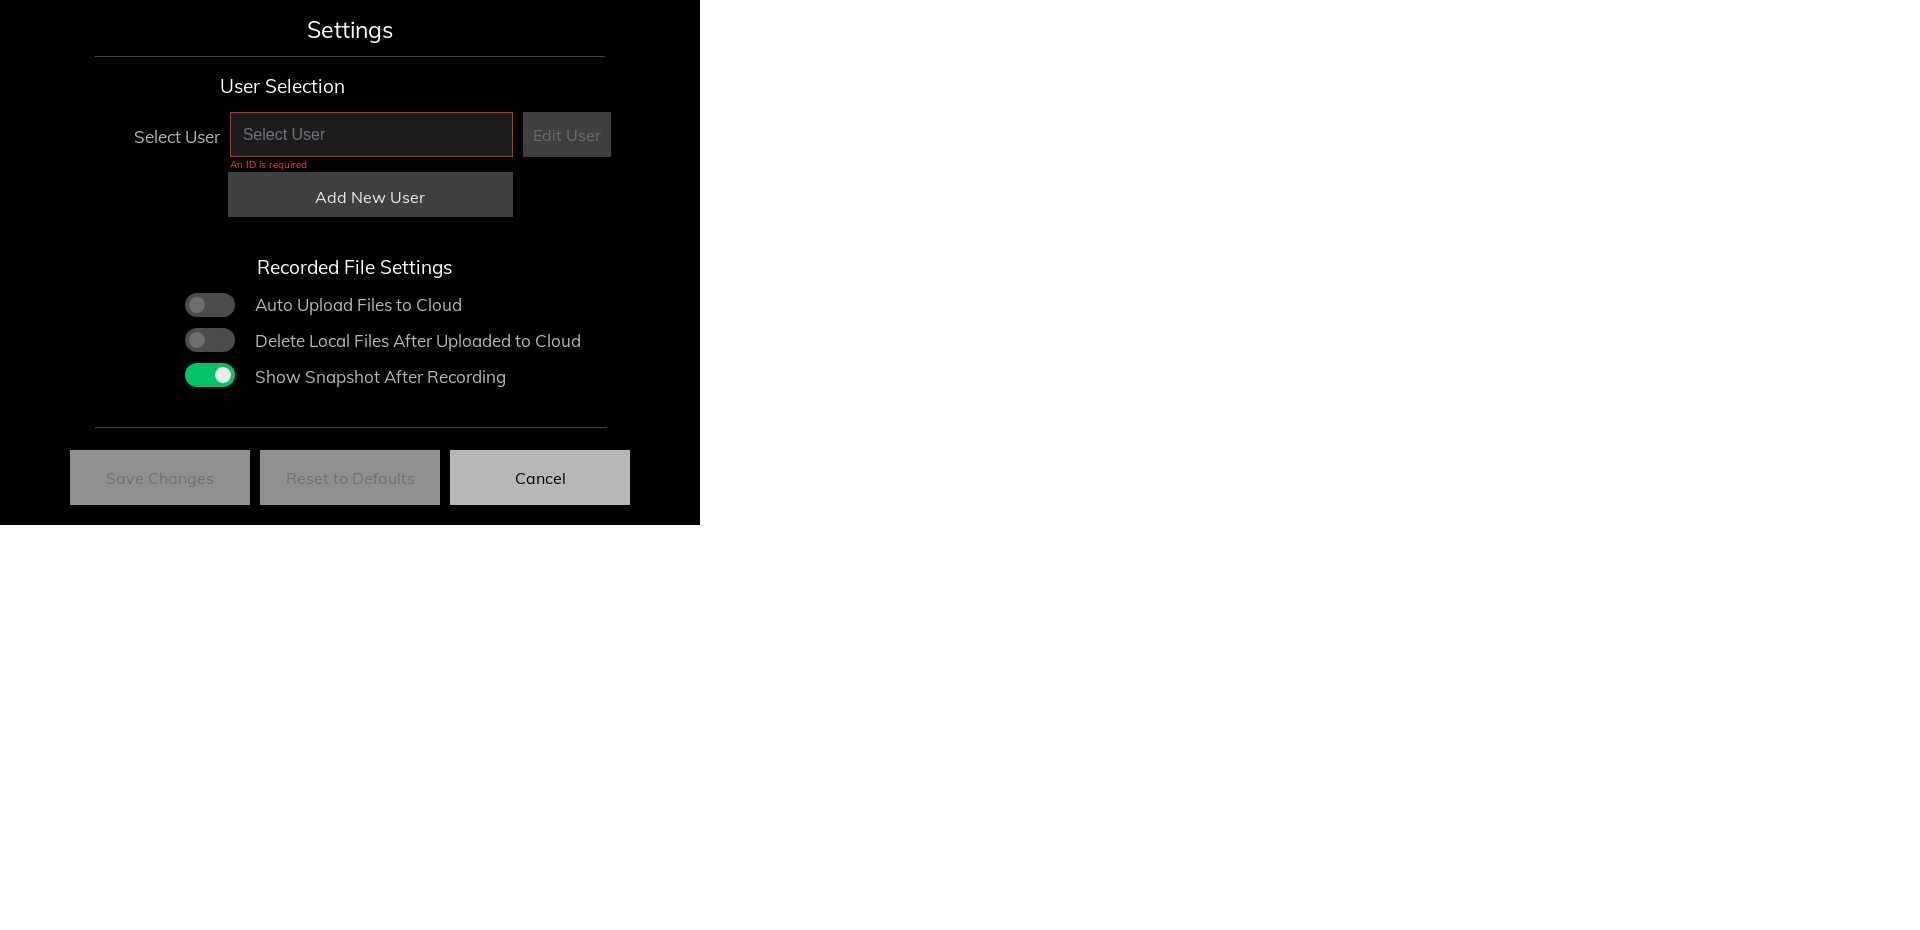 Settings
User Selection
Select User
Select User
Edit User
An ID is required
Add New User
Recorded File Settings
Auto Upload Files to Cloud
Delete Local Files After Uploaded to Cloud
Show Snapshot After Recording
Save Changes
Reset to Defaults
Cancel